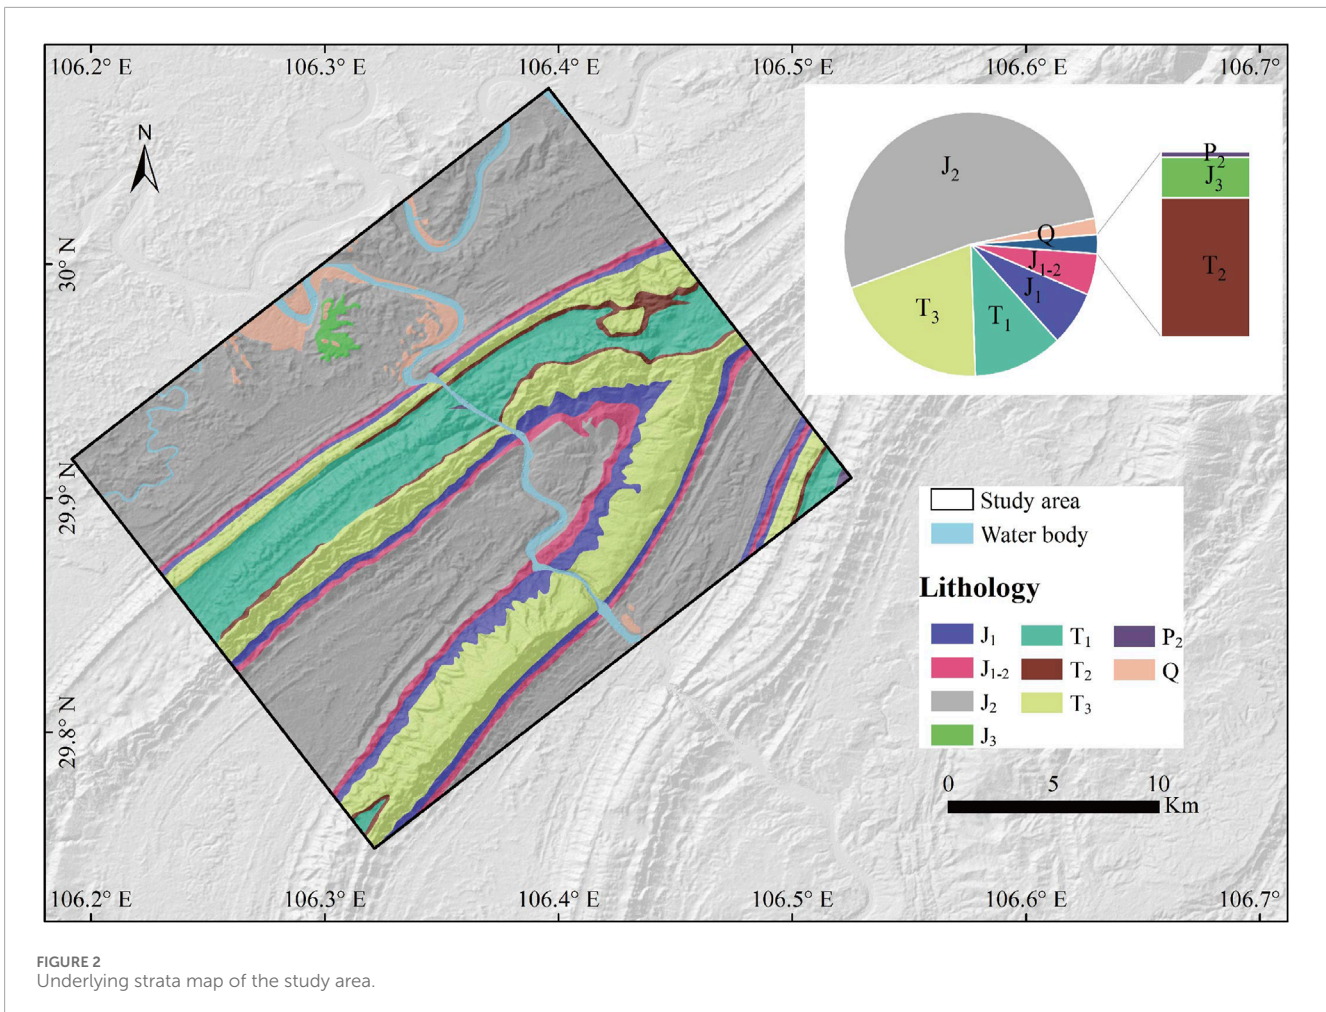 106.2° E 106.3° E 106.4° E 106.5° E 106.6° E 106.7°
N
30° N
29.9° N
29.8° N
J₂
Q
J₁₋₂
J₁
T₁
T₃
P₂
J₃
T₂
Study area
Water body
Lithology
J₁ T₁ P₂
J₁₋₂ T₂ Q
J₂ T₃
J₃
0 5 10
Km
106.2° E 106.3° E 106.4° E 106.5° E 106.6° E 106.7°
FIGURE 2
Underlying strata map of the study area.